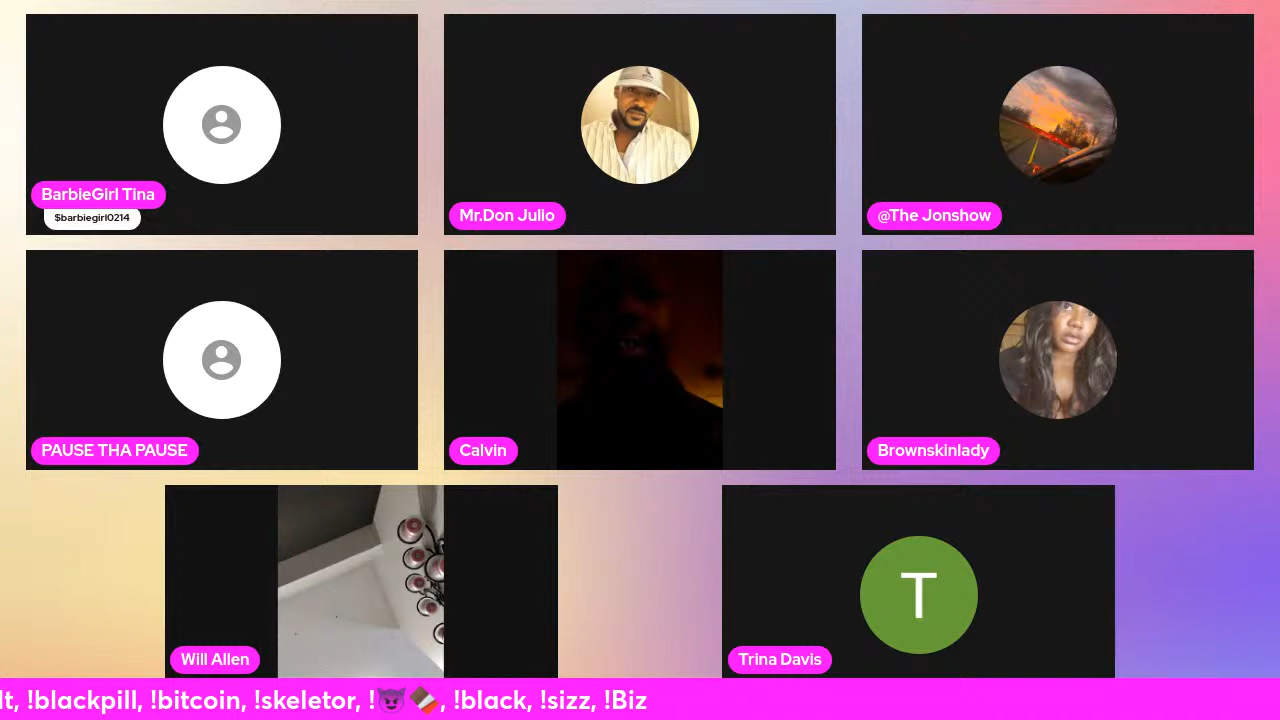 BarbieGirl Tina
$barbiegirl0214
Mr.Don Julio
@The Jonshow
PAUSE THA PAUSE
Calvin
Brownskinlady
Will Allen
T
Trina Davis
lt, !blackpill, !bitcoin, !skeletor, !😈🍫, !black, !sizz, !Biz